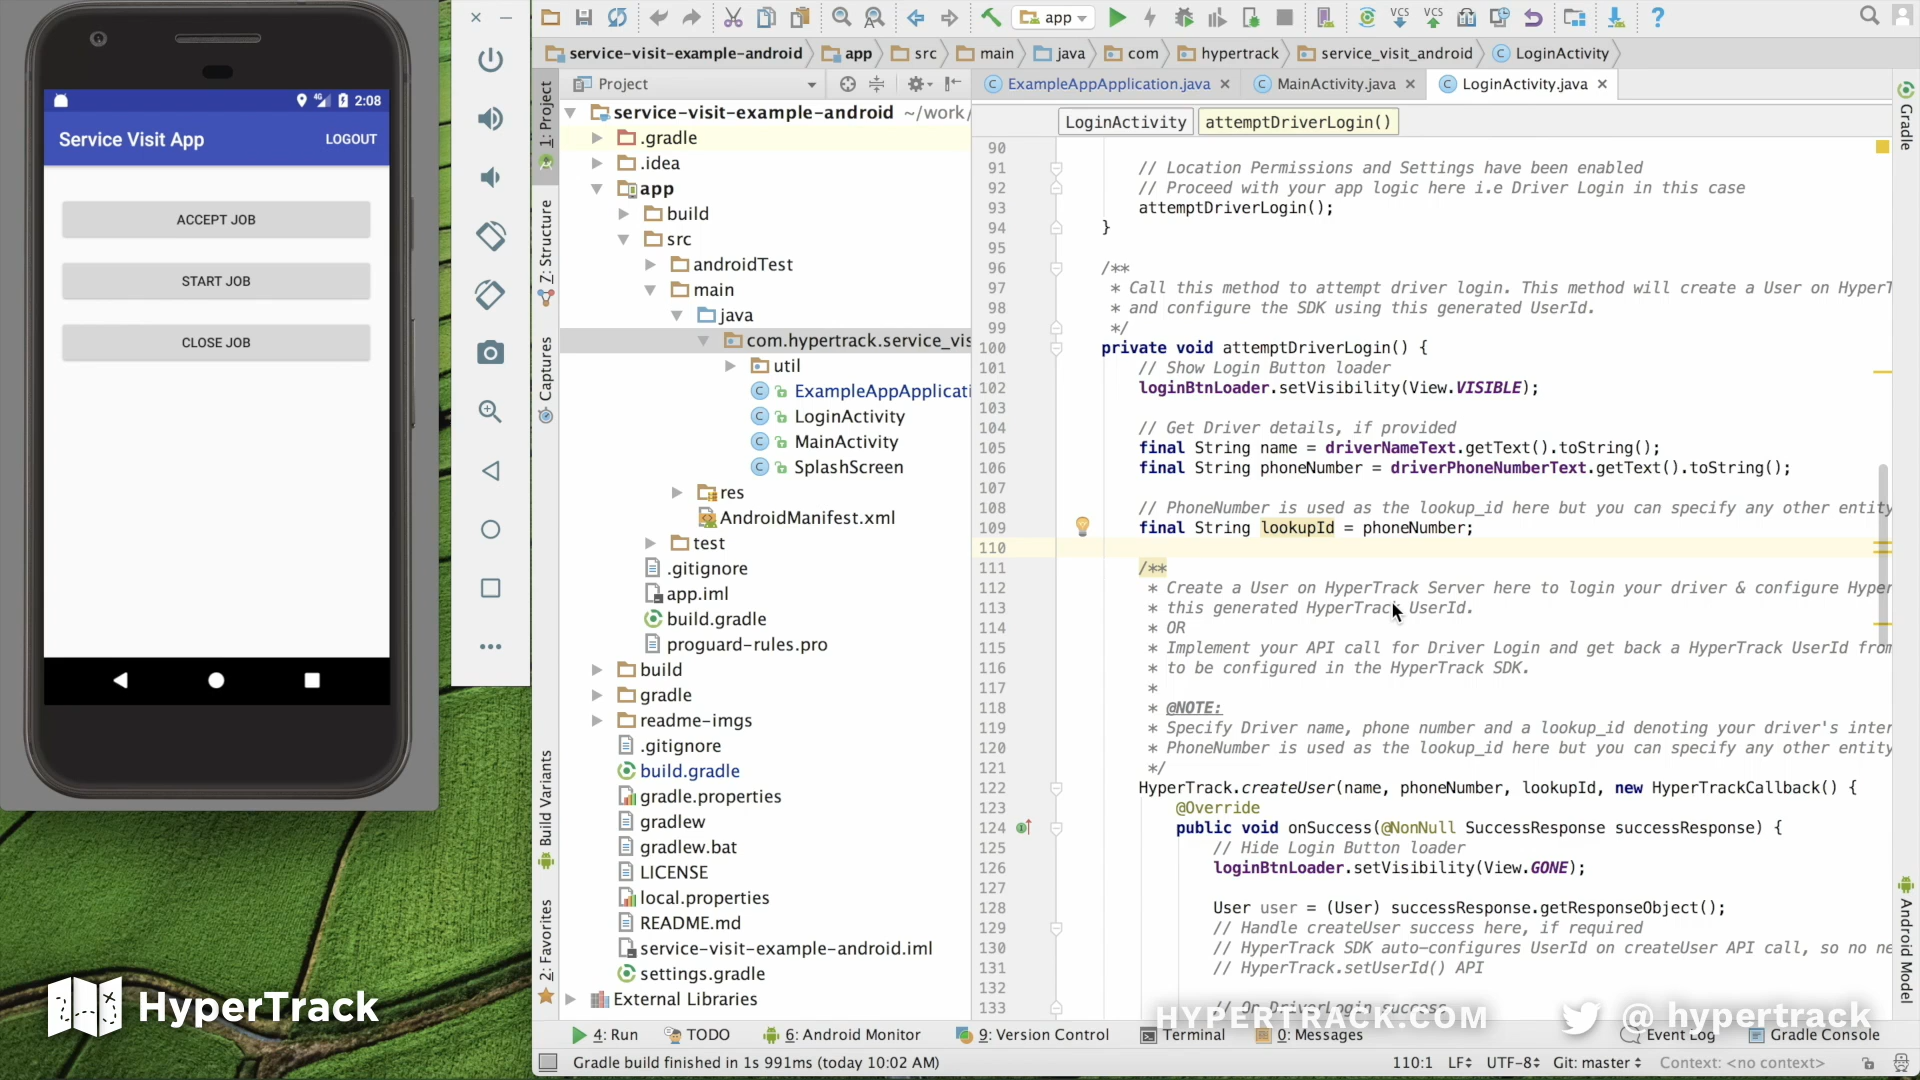 4G 2:08
Service Visit App LOGOUT
ACCEPT JOB
START JOB
CLOSE JOB
HyperTrack
app
service-visit-example-android app src main java com hypertrack service_visit_android LoginActivity
Project
ExampleAppApplication.java MainActivity.java LoginActivity.java
LoginActivity attemptDriverLogin()
1: Project
Z: Structure
Captures
Build Variants
2: Favorites
service-visit-example-android ~/work/
.gradle
.idea
app
build
src
androidTest
main
java
com.hypertrack.service_vis
util
ExampleAppApplicati
LoginActivity
MainActivity
SplashScreen
res
AndroidManifest.xml
test
.gitignore
app.iml
build.gradle
proguard-rules.pro
build
gradle
readme-imgs
.gitignore
build.gradle
gradle.properties
gradlew
gradlew.bat
LICENSE
local.properties
README.md
service-visit-example-android.iml
settings.gradle
External Libraries
90
91 // Location Permissions and Settings have been enabled
92 // Proceed with your app logic here i.e Driver Login in this case
93 attemptDriverLogin();
94 }
95
96 /**
97 * Call this method to attempt driver login. This method will create a User on HyperT
98 * and configure the SDK using this generated UserId.
99 */
100 private void attemptDriverLogin() {
101 // Show Login Button loader
102 loginBtnLoader.setVisibility(View.VISIBLE);
103
104 // Get Driver details, if provided
105 final String name = driverNameText.getText().toString();
106 final String phoneNumber = driverPhoneNumberText.getText().toString();
107
108 // PhoneNumber is used as the lookup_id here but you can specify any other entity
109 final String lookupId = phoneNumber;
110
111 /**
112 * Create a User on HyperTrack Server here to login your driver & configure Hyper
113 * this generated HyperTrack UserId.
114 * OR
115 * Implement your API call for Driver Login and get back a HyperTrack UserId from
116 * to be configured in the HyperTrack SDK.
117 *
118 * @NOTE:
119 * Specify Driver name, phone number and a lookup_id denoting your driver's inter
120 * PhoneNumber is used as the lookup_id here but you can specify any other entity
121 */
122 HyperTrack.createUser(name, phoneNumber, lookupId, new HyperTrackCallback() {
123 @Override
124 public void onSuccess(@NonNull SuccessResponse successResponse) {
125 // Hide Login Button loader
126 loginBtnLoader.setVisibility(View.GONE);
127
128 User user = (User) successResponse.getResponseObject();
129 // Handle createUser success here, if required
130 // HyperTrack SDK auto-configures UserId on createUser API call, so no ne
131 // HyperTrack.setUserId() API
132
133 // On DriverLogin success
Gradle
Android Model
HYPERTRACK.COM @ hypertrack
4: Run TODO 6: Android Monitor 9: Version Control Terminal 0: Messages Event Log Gradle Console
Gradle build finished in 1s 991ms (today 10:02 AM) 110:1 LF UTF-8 Git: master Context: <no context>